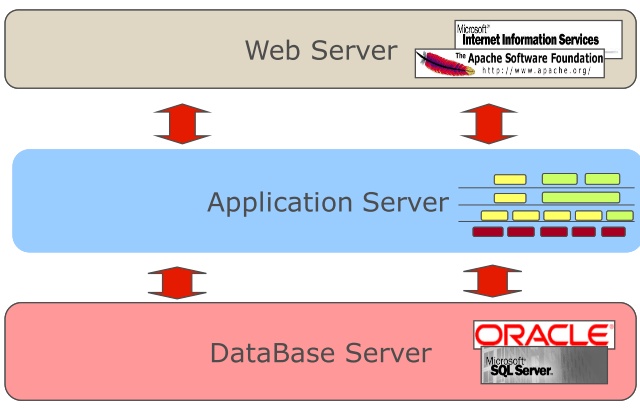 Web Server
Microsoft®
Internet Information Services
The Apache Software Foundation
http://www.apache.org/
Application Server
DataBase Server
ORACLE®
Microsoft®
SQL Server